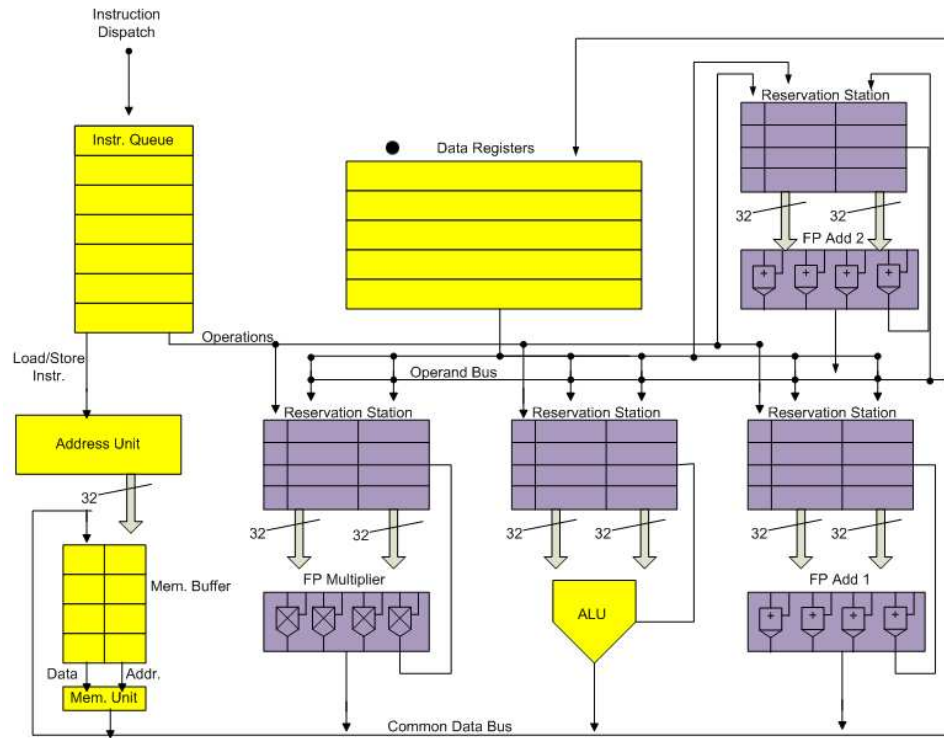 Instruction
Dispatch
Instr. Queue
Data Registers
Reservation Station
32
32
FP Add 2
Operations
Load/Store
Instr.
Operand Bus
Reservation Station
Reservation Station
Reservation Station
Address Unit
32
32
32
32
32
32
32
Mem. Buffer
FP Multiplier
ALU
FP Add 1
Data
Addr.
Mem. Unit
Common Data Bus